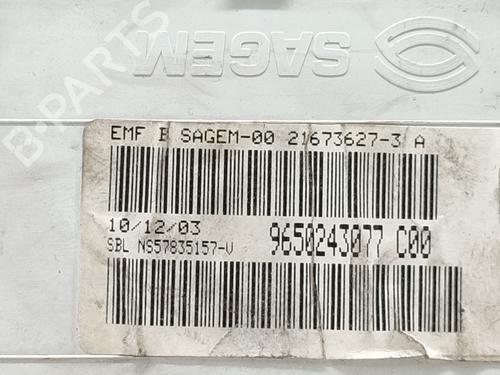 SAGEM
B-PARTS
EMF B SAGEM-00 21673627-3 A
10/12/03
SBL NS57835157-V 9650243077 C00